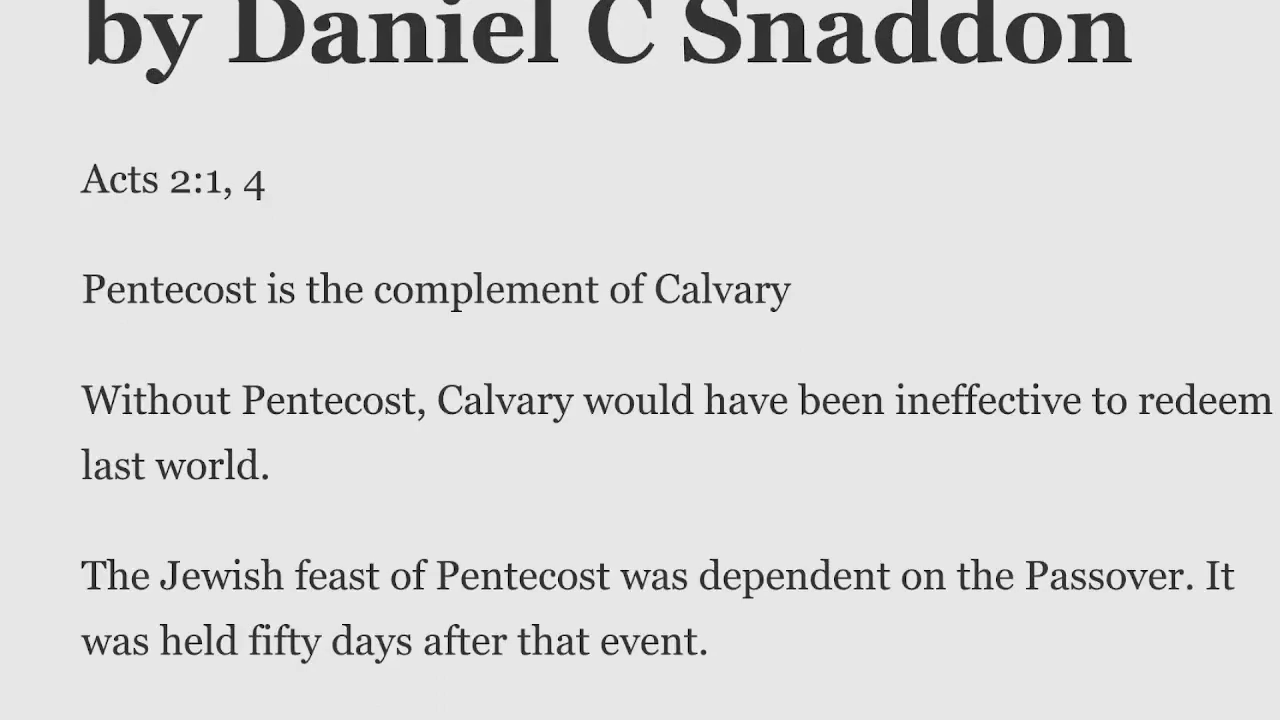 by Daniel C Snaddon
Acts 2:1, 4
Pentecost is the complement of Calvary
Without Pentecost, Calvary would have been ineffective to redeem
last world.
The Jewish feast of Pentecost was dependent on the Passover. It
was held fifty days after that event.